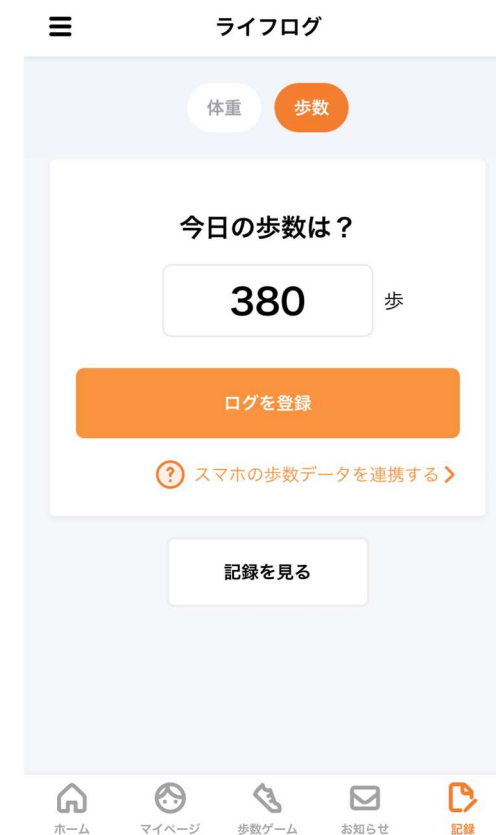 ライフログ
体重 歩数
今日の歩数は？
380 歩
ログを登録
? スマホの歩数データを連携する
記録を見る
ホーム マイページ 歩数ゲーム お知らせ 記録